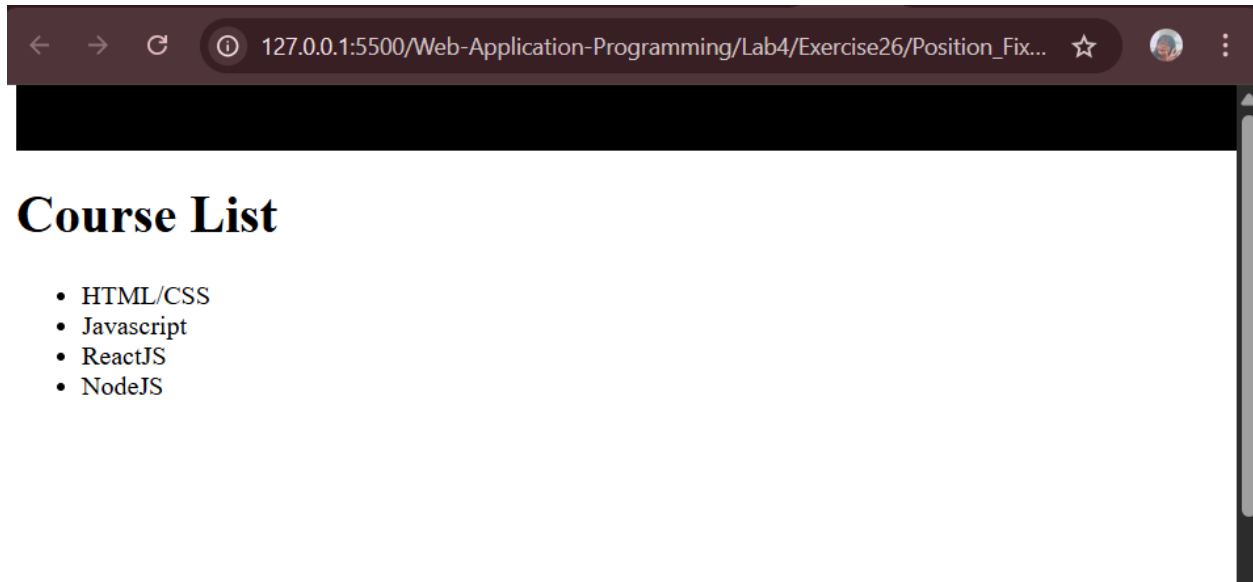 127.0.0.1:5500/Web-Application-Programming/Lab4/Exercise26/Position_Fix...
Course List
• HTML/CSS
• Javascript
• ReactJS
• NodeJS